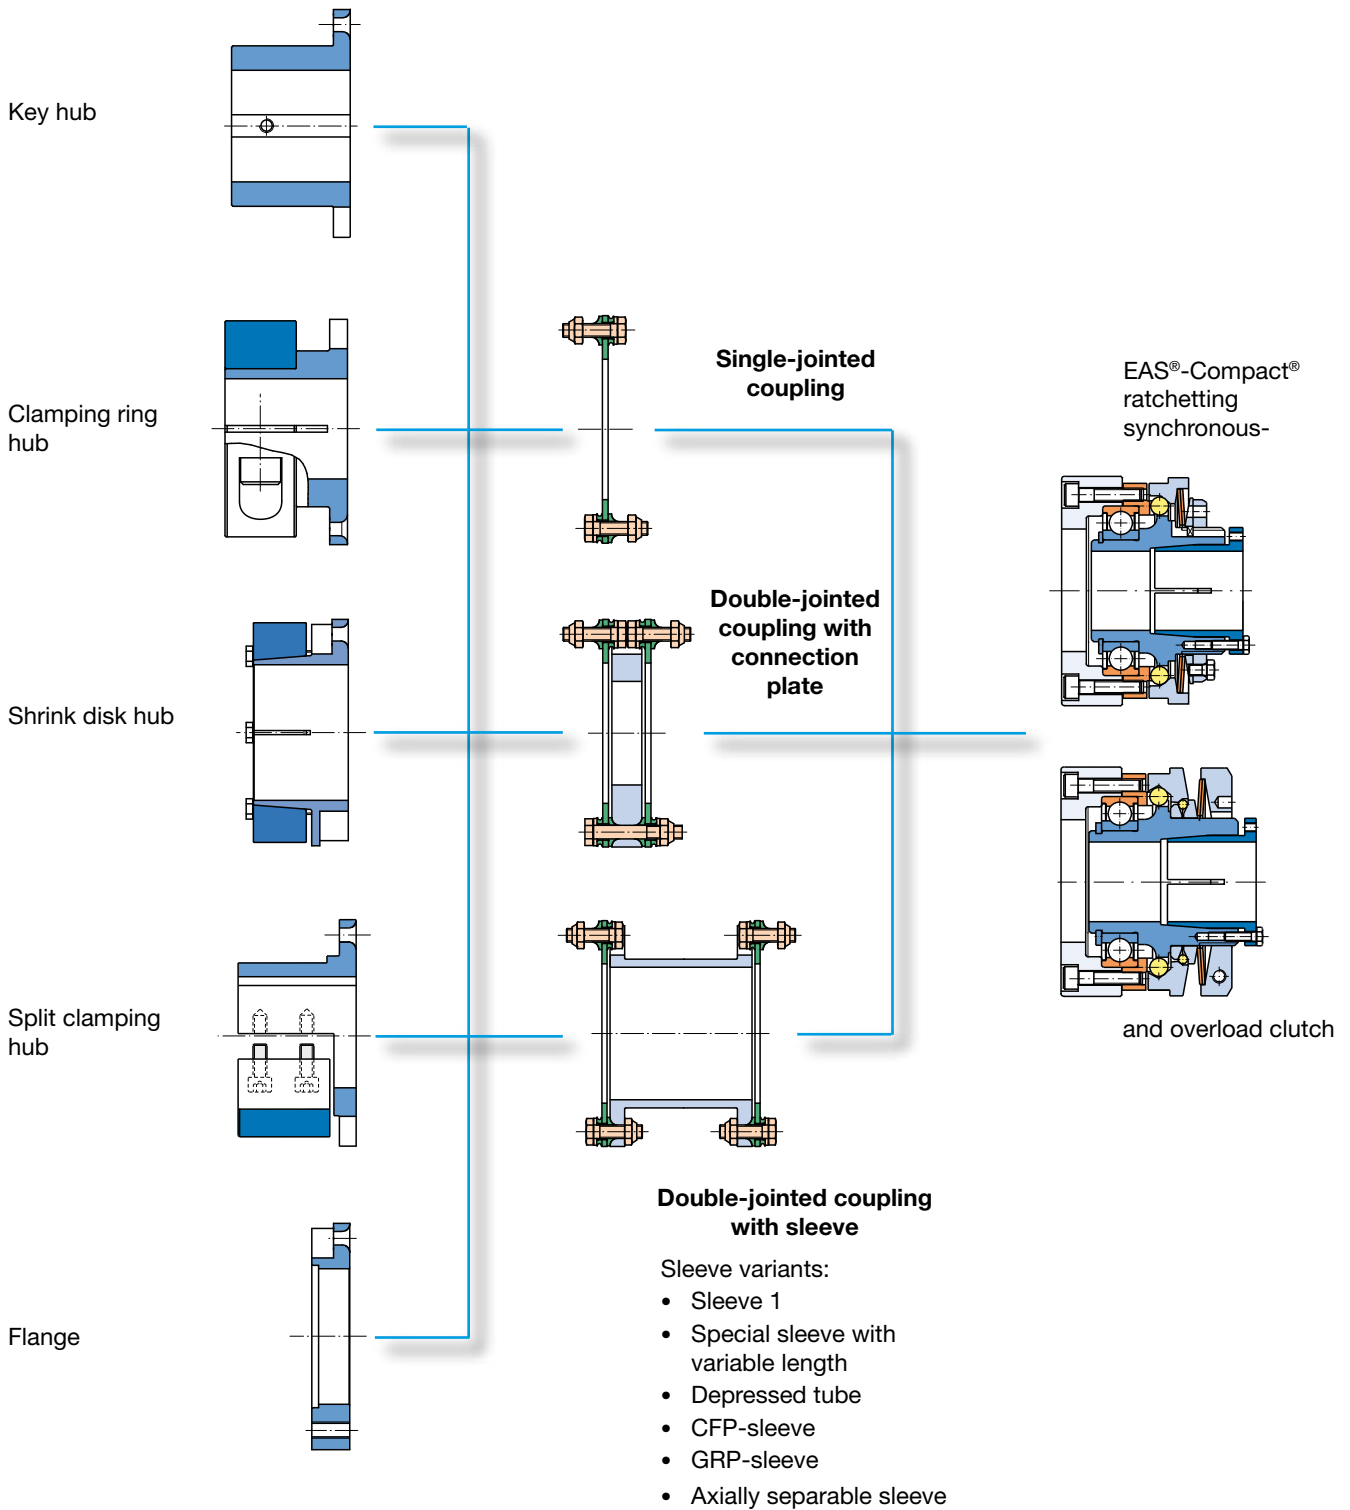 Key hub
Clamping ring
hub
Shrink disk hub
Split clamping
hub
Flange
Single-jointed
coupling
Double-jointed
coupling with
connection
plate
Double-jointed coupling
with sleeve
Sleeve variants:
• Sleeve 1
• Special sleeve with
variable length
• Depressed tube
• CFP-sleeve
• GRP-sleeve
• Axially separable sleeve
EAS®-Compact®
ratchetting
synchronous-
and overload clutch